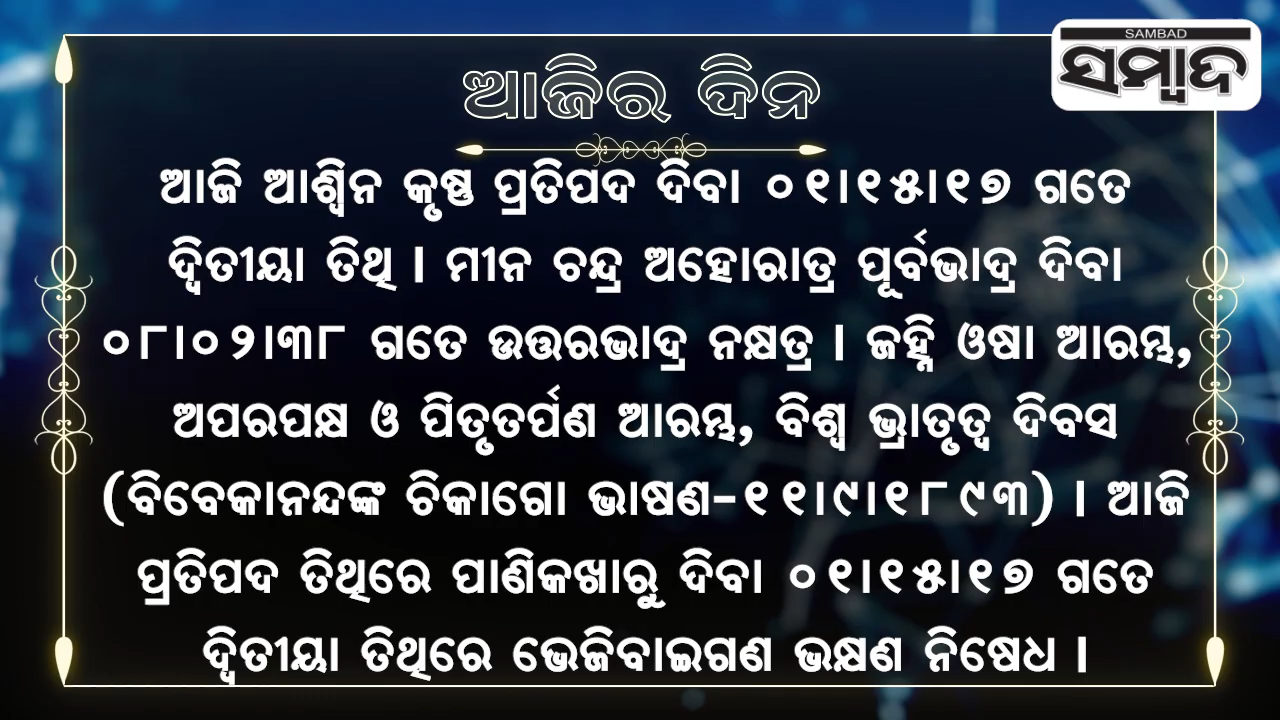 SAMBAD
ସମ୍ବାଦ
ଆଜିର ଦିନ
ଆଜି ଆଶ୍ୱିନ କୃଷ୍ଣ ପ୍ରତିପଦ ଦିବା ୦୧।୧୫।୧୭ ଗତେ
ଦ୍ୱିତୀୟା ତିଥି । ମୀନ ଚନ୍ଦ୍ର ଅହୋରାତ୍ର ପୂର୍ବଭାଦ୍ର ଦିବା
୦୮।୦୨।୩୮ ଗତେ ଉତ୍ତରଭାଦ୍ର ନକ୍ଷତ୍ର । ଜହ୍ନି ଓଷା ଆରମ୍ଭ,
ଅପରପକ୍ଷ ଓ ପିତୃତର୍ପଣ ଆରମ୍ଭ, ବିଶ୍ୱ ଭ୍ରାତୃତ୍ୱ ଦିବସ
(ବିବେକାନନ୍ଦଙ୍କ ଚିକାଗୋ ଭାଷଣ-୧୧।୯।୧୮୯୩) । ଆଜି
ପ୍ରତିପଦ ତିଥିରେ ପାଣିକଖାରୁ ଦିବା ୦୧।୧୫।୧୭ ଗତେ
ଦ୍ୱିତୀୟା ତିଥିରେ ଭେଜିବାଇଗଣ ଭକ୍ଷଣ ନିଷେଧ ।